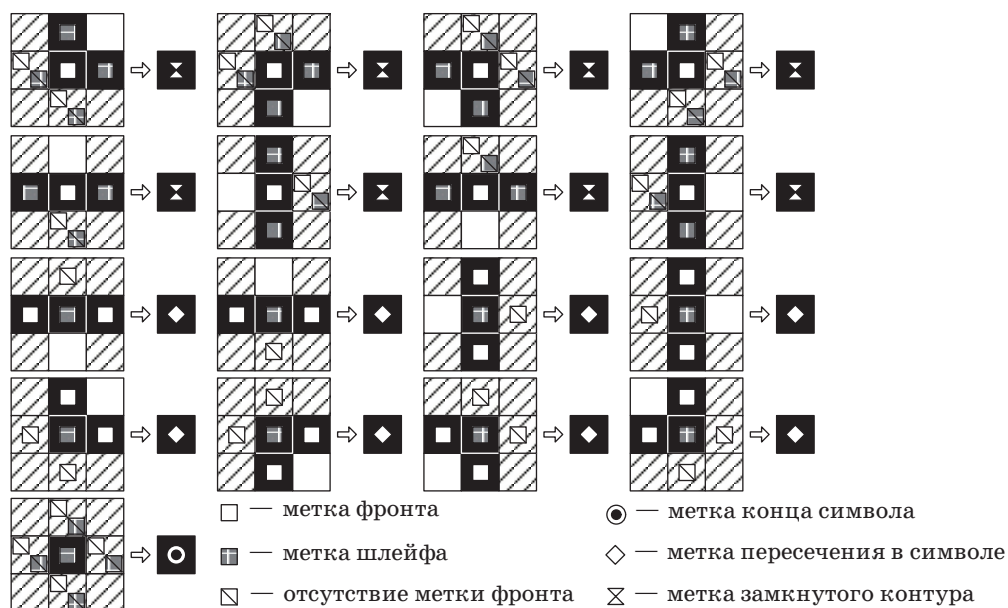 — метка фронта
— метка конца символа
— метка шлейфа
— метка пересечения в символе
— отсутствие метки фронта
— метка замкнутого контура